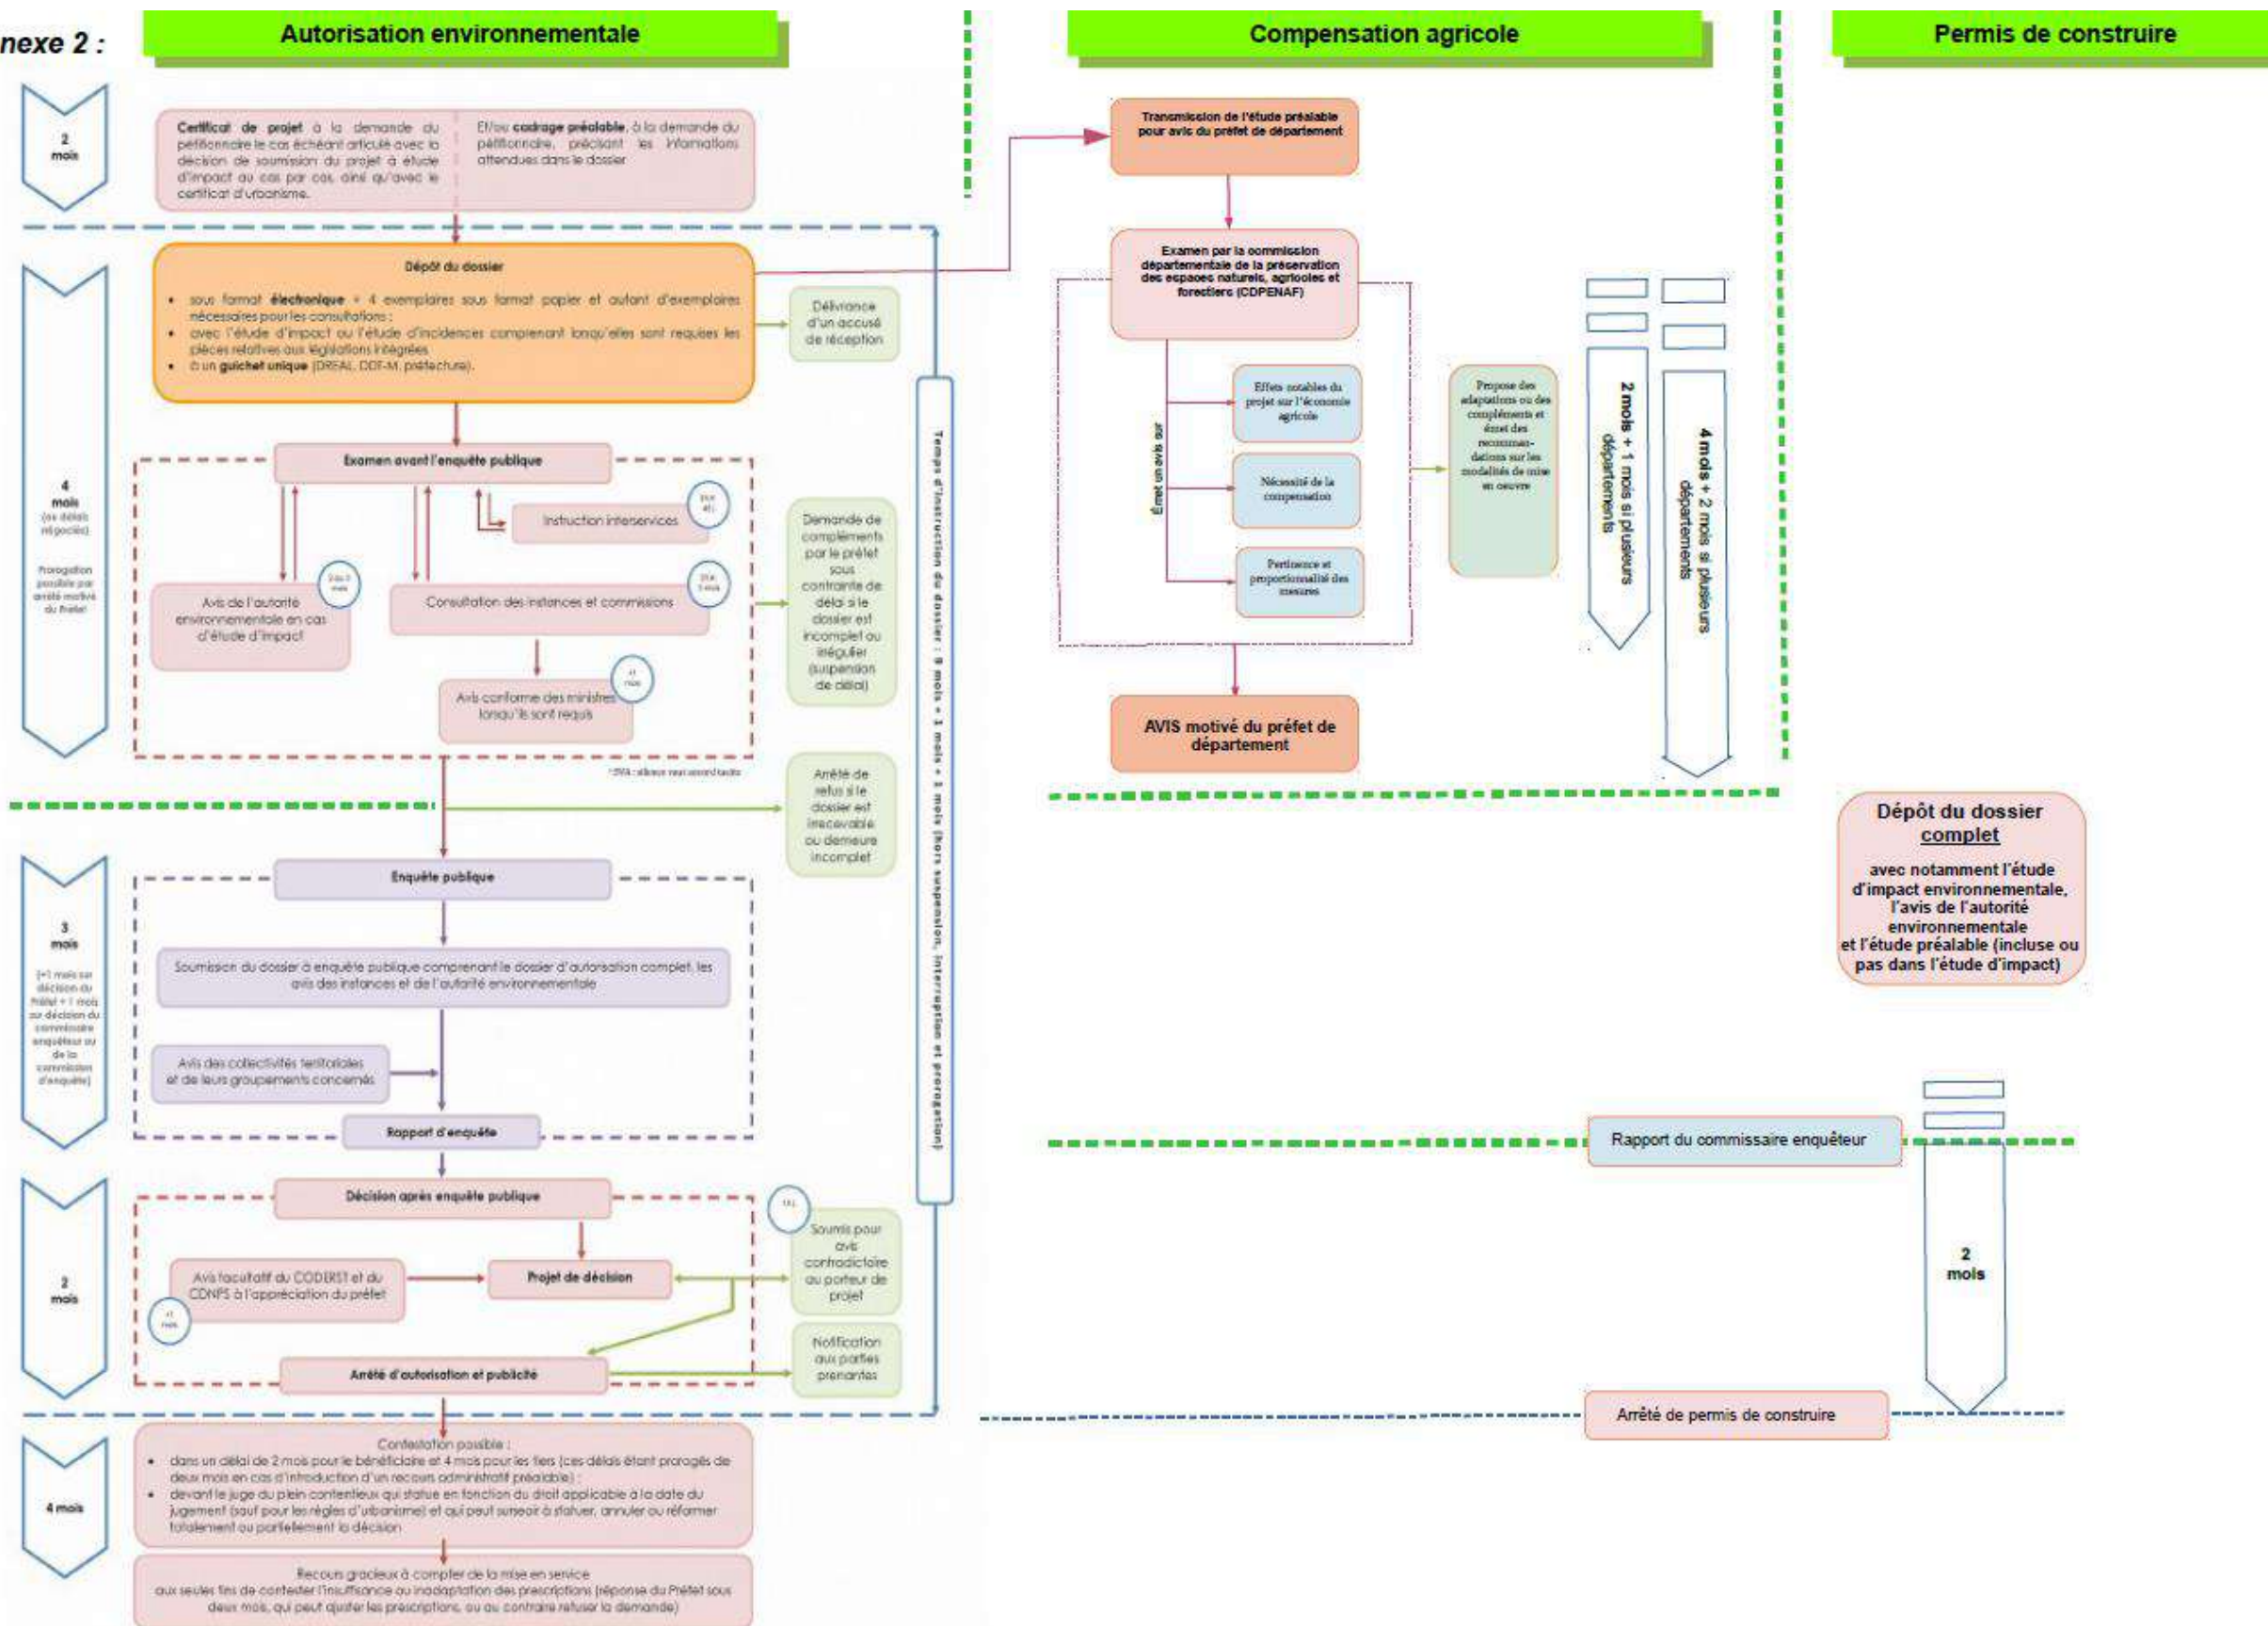 nexe 2 :
Autorisation environnementale
Compensation agricole
Permis de construire
2
mois
Certificat de projet à la demande du
pétitionnaire le cas échéant articulé avec la
décision de soumission du projet à étude
d'impact au cas par cas, ainsi qu'avec le
certificat d'urbanisme.
Et/ou cadrage préalable, à la demande du
pétitionnaire, précisant les informations
attendues dans le dossier
4
mois
(ou délais
négociés)
Prorogation
possible par
arrêté motivé
du Préfet
Dépôt du dossier
• sous format électronique + 4 exemplaires sous format papier et autant d'exemplaires
nécessaires pour les consultations ;
• avec l'étude d'impact ou l'étude d'incidences comprenant lorsqu'elles sont requises les
pièces relatives aux législations intégrées
• à un guichet unique (DREAL, DDT-M, préfecture).
Délivrance
d'un accusé
de réception
Examen avant l'enquête publique
Instruction interservices
Avis de l'autorité
environnementale en cas
d'étude d'impact
Consultation des instances et commissions
Avis conforme des ministres
lorsqu'ils sont requis
Demande de
compléments
par le préfet
sous
contrainte de
délai si le
dossier est
incomplet ou
irrégulier
(suspension
de délai)
Arrêté de
refus si le
dossier est
irrecevable
ou demeure
incomplet
Temps d'instruction du dossier : 9 mois + 1 mois + 1 mois (hors suspension, interruption et prorogation)
3
mois
(+1 mois sur
décision du
Préfet + 1 mois
sur décision du
commissaire
enquêteur ou
de la
commission
d'enquête)
Enquête publique
Soumission du dossier à enquête publique comprenant le dossier d'autorisation complet, les
avis des instances et de l'autorité environnementale
Avis des collectivités territoriales
et de leurs groupements concernés
Rapport d'enquête
2
mois
Décision après enquête publique
Avis facultatif du CODERST et du
CDNPS à l'appréciation du préfet
Projet de décision
Soumis pour
avis
contradictoire
au porteur de
projet
Arrêté d'autorisation et publicité
Notification
aux parties
prenantes
4 mois
Contestation possible :
• dans un délai de 2 mois pour le bénéficiaire et 4 mois pour les tiers (ces délais étant prorogés de
deux mois en cas d'introduction d'un recours administratif préalable) ;
• devant le juge du plein contentieux qui statue en fonction du droit applicable à la date du
jugement (sauf pour les règles d'urbanisme) et qui peut surseoir à statuer, annuler ou réformer
totalement ou partiellement la décision
Recours gracieux à compter de la mise en service
aux seules fins de contester l'insuffisance ou inadaptation des prescriptions (réponse du Préfet sous
deux mois, qui peut ajuster les prescriptions, ou au contraire refuser la demande)
Transmission de l'étude préalable
pour avis du préfet de département
Examen par la commission
départementale de la préservation
des espaces naturels, agricoles et
forestiers (CDPENAF)
Émet un avis sur
Effets notables du
projet sur l'économie
agricole
Nécessité de la
compensation
Pertinence et
proportionnalité des
mesures
Propose des
adaptations ou des
compléments et
émet des
recomman-
dations sur les
modalités de mise
en oeuvre
2 mois + 1 mois si plusieurs
départements
4 mois + 2 mois si plusieurs
départements
AVIS motivé du préfet de
département
Dépôt du dossier
complet
avec notamment l'étude
d'impact environnementale,
l'avis de l'autorité
environnementale
et l'étude préalable (incluse ou
pas dans l'étude d'impact)
Rapport du commissaire enquêteur
2
mois
Arrêté de permis de construire